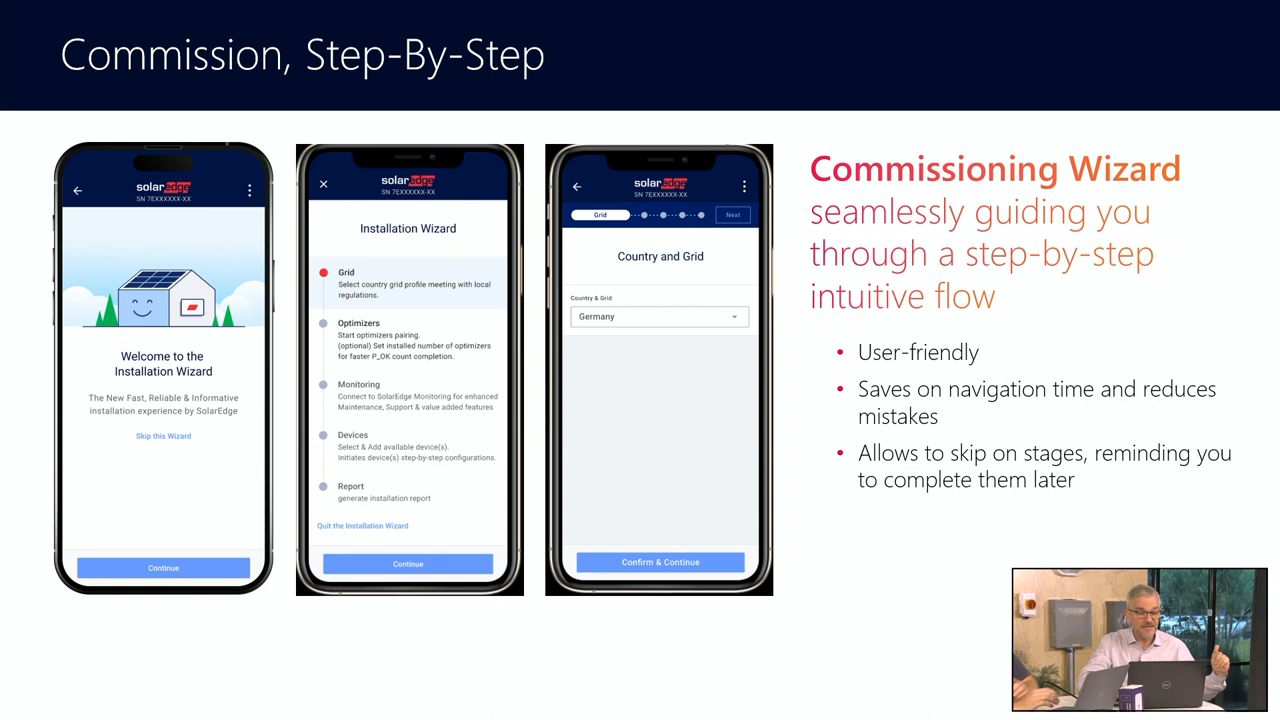 Commission, Step-By-Step
solaredge
SN 7EXXXXXX-XX
Welcome to the
Installation Wizard
The New Fast, Reliable & Informative
installation experience by SolarEdge
Skip this Wizard
Continue
solaredge
SN 7EXXXXXX-XX
Installation Wizard
Grid
Select country grid profile meeting with local
regulations.
Optimizers
Start optimizers pairing.
(optional) Set installed number of optimizers
for faster P_OK count completion.
Monitoring
Connect to SolarEdge Monitoring for enhanced
Maintenance, Support & value added features
Devices
Select & Add available device(s).
Initiates device(s) step-by-step configurations.
Report
generate installation report
Quit the Installation Wizard
Continue
solaredge
SN 7EXXXXXX-XX
Grid
Next
Country and Grid
Country & Grid
Germany
Confirm & Continue
Commissioning Wizard
seamlessly guiding you
through a step-by-step
intuitive flow
• User-friendly
• Saves on navigation time and reduces
mistakes
• Allows to skip on stages, reminding you
to complete them later